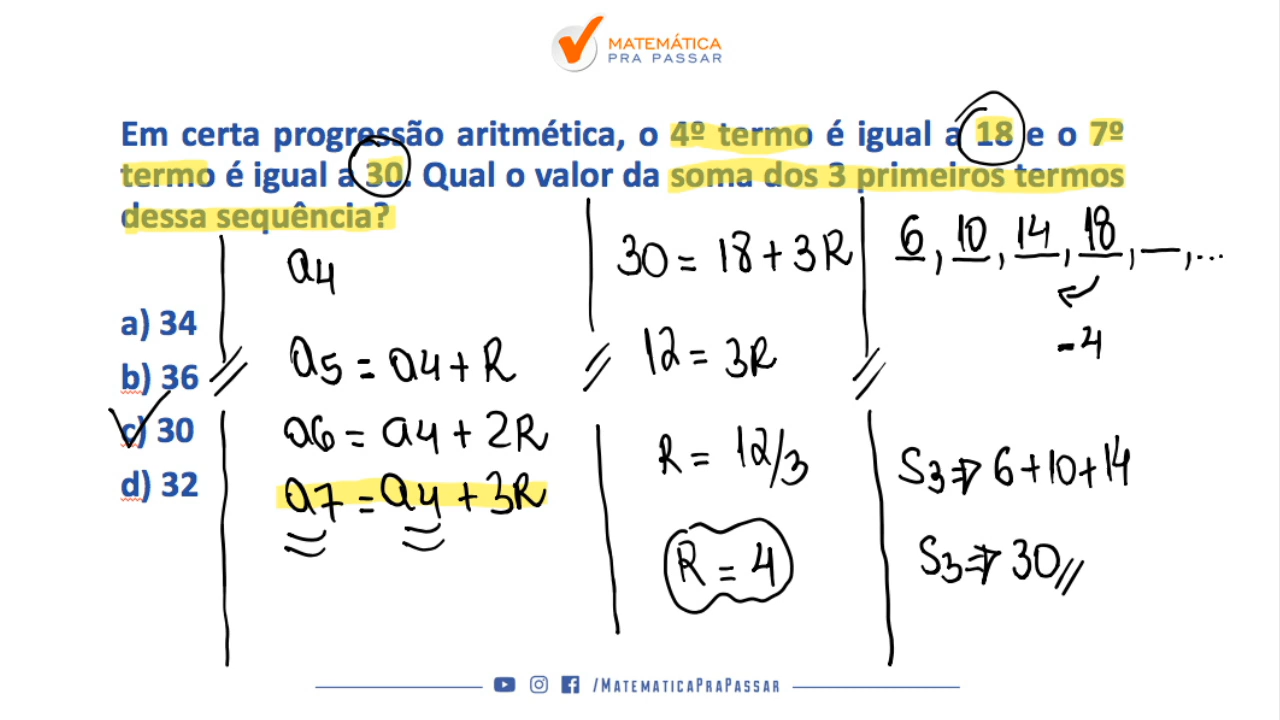 MATEMÁTICA
PRA PASSAR
Em certa progressão aritmética, o 4º termo é igual a 18 e o 7º
termo é igual a 30. Qual o valor da soma dos 3 primeiros termos
dessa sequência?
a) 34
b) 36
c) 30
d) 32
a4
a5 = a4 + R
a6 = a4 + 2R
a7 = a4 + 3R
30 = 18 + 3R
12 = 3R
R = 12/3
R = 4
6, 10, 14, 18, __, ...
-4
S3 ⇒ 6+10+14
S3 ⇒ 30//
/MATEMATICAPRAPASSAR